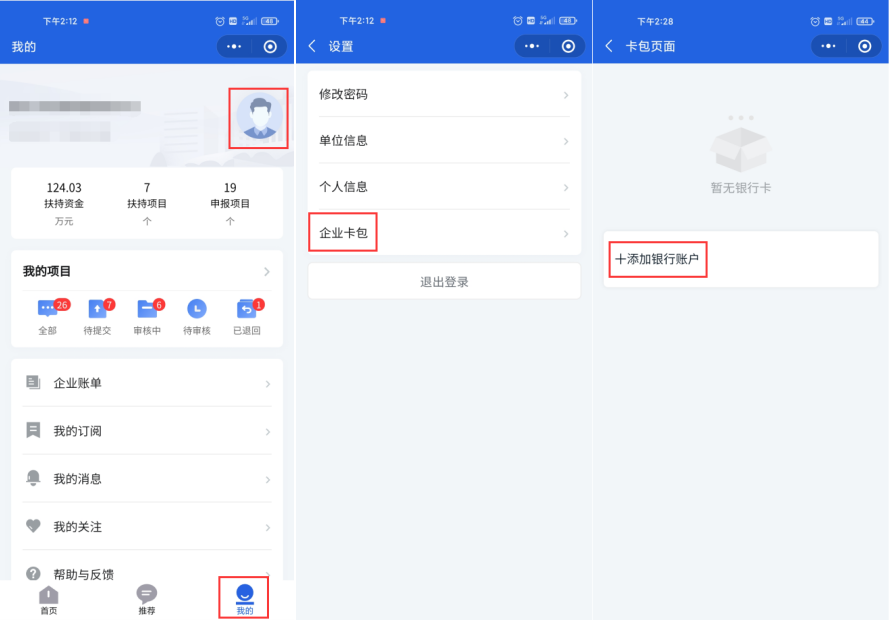 下午2:12
48
我的
124.03
7
19
扶持资金
扶持项目
申报项目
万元
个
个
我的项目
26
7
6
1
全部
待提交
审核中
待审核
已退回
企业账单
我的订阅
我的消息
我的关注
帮助与反馈
首页
推荐
我的
下午2:12
48
设置
修改密码
单位信息
个人信息
企业卡包
退出登录
下午2:28
44
卡包页面
暂无银行卡
十添加银行账户